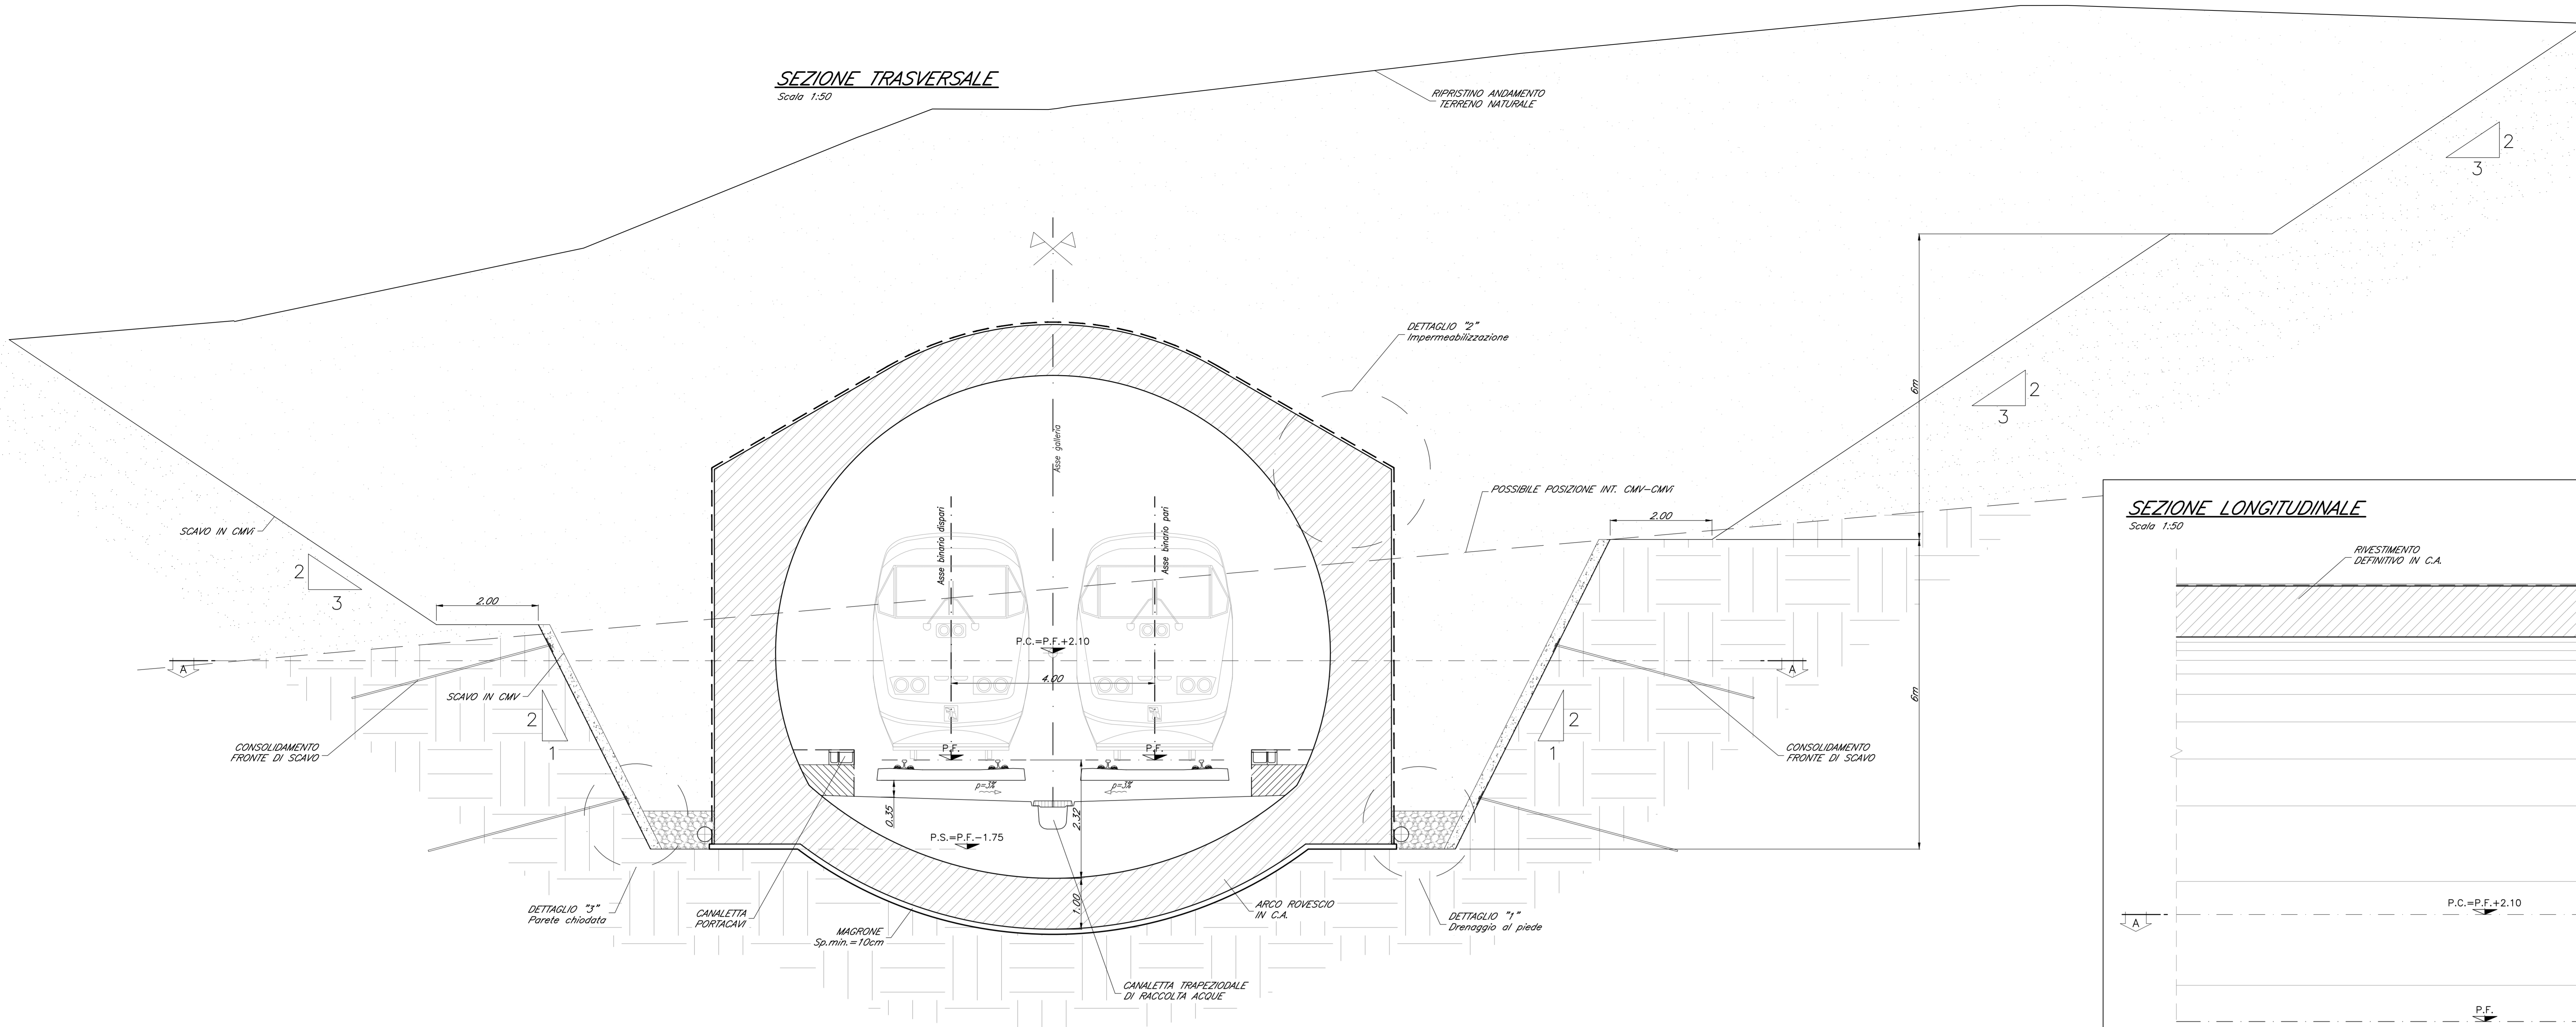 SEZIONE TRASVERSALE
Scala 1:50
RIPRISTINO ANDAMENTO
TERRENO NATURALE
2
3
DETTAGLIO "2"
Impermeabilizzazione
6m
2
3
Asse galleria
POSSIBILE POSIZIONE INT. CMV-CMVi
2.00
SCAVO IN CMVi
2
3
2.00
Asse binario dispari
Asse binario pari
P.C.=P.F.+2.10
4.00
A
A
SCAVO IN CMV
2
1
2
1
6m
CONSOLIDAMENTO
FRONTE DI SCAVO
CONSOLIDAMENTO
FRONTE DI SCAVO
P.F.
P.F.
p=3%
p=3%
0.35
2.32
P.S.=P.F.-1.75
1.00
DETTAGLIO "3"
Parete chiodata
CANALETTA
PORTACAVI
MAGRONE
Sp.min.=10cm
ARCO ROVESCIO
IN C.A.
DETTAGLIO "1"
Drenaggio al piede
CANALETTA TRAPEZIODALE
DI RACCOLTA ACQUE
SEZIONE LONGITUDINALE
Scala 1:50
RIVESTIMENTO
DEFINITIVO IN C.A.
P.C.=P.F.+2.10
A
P.F.